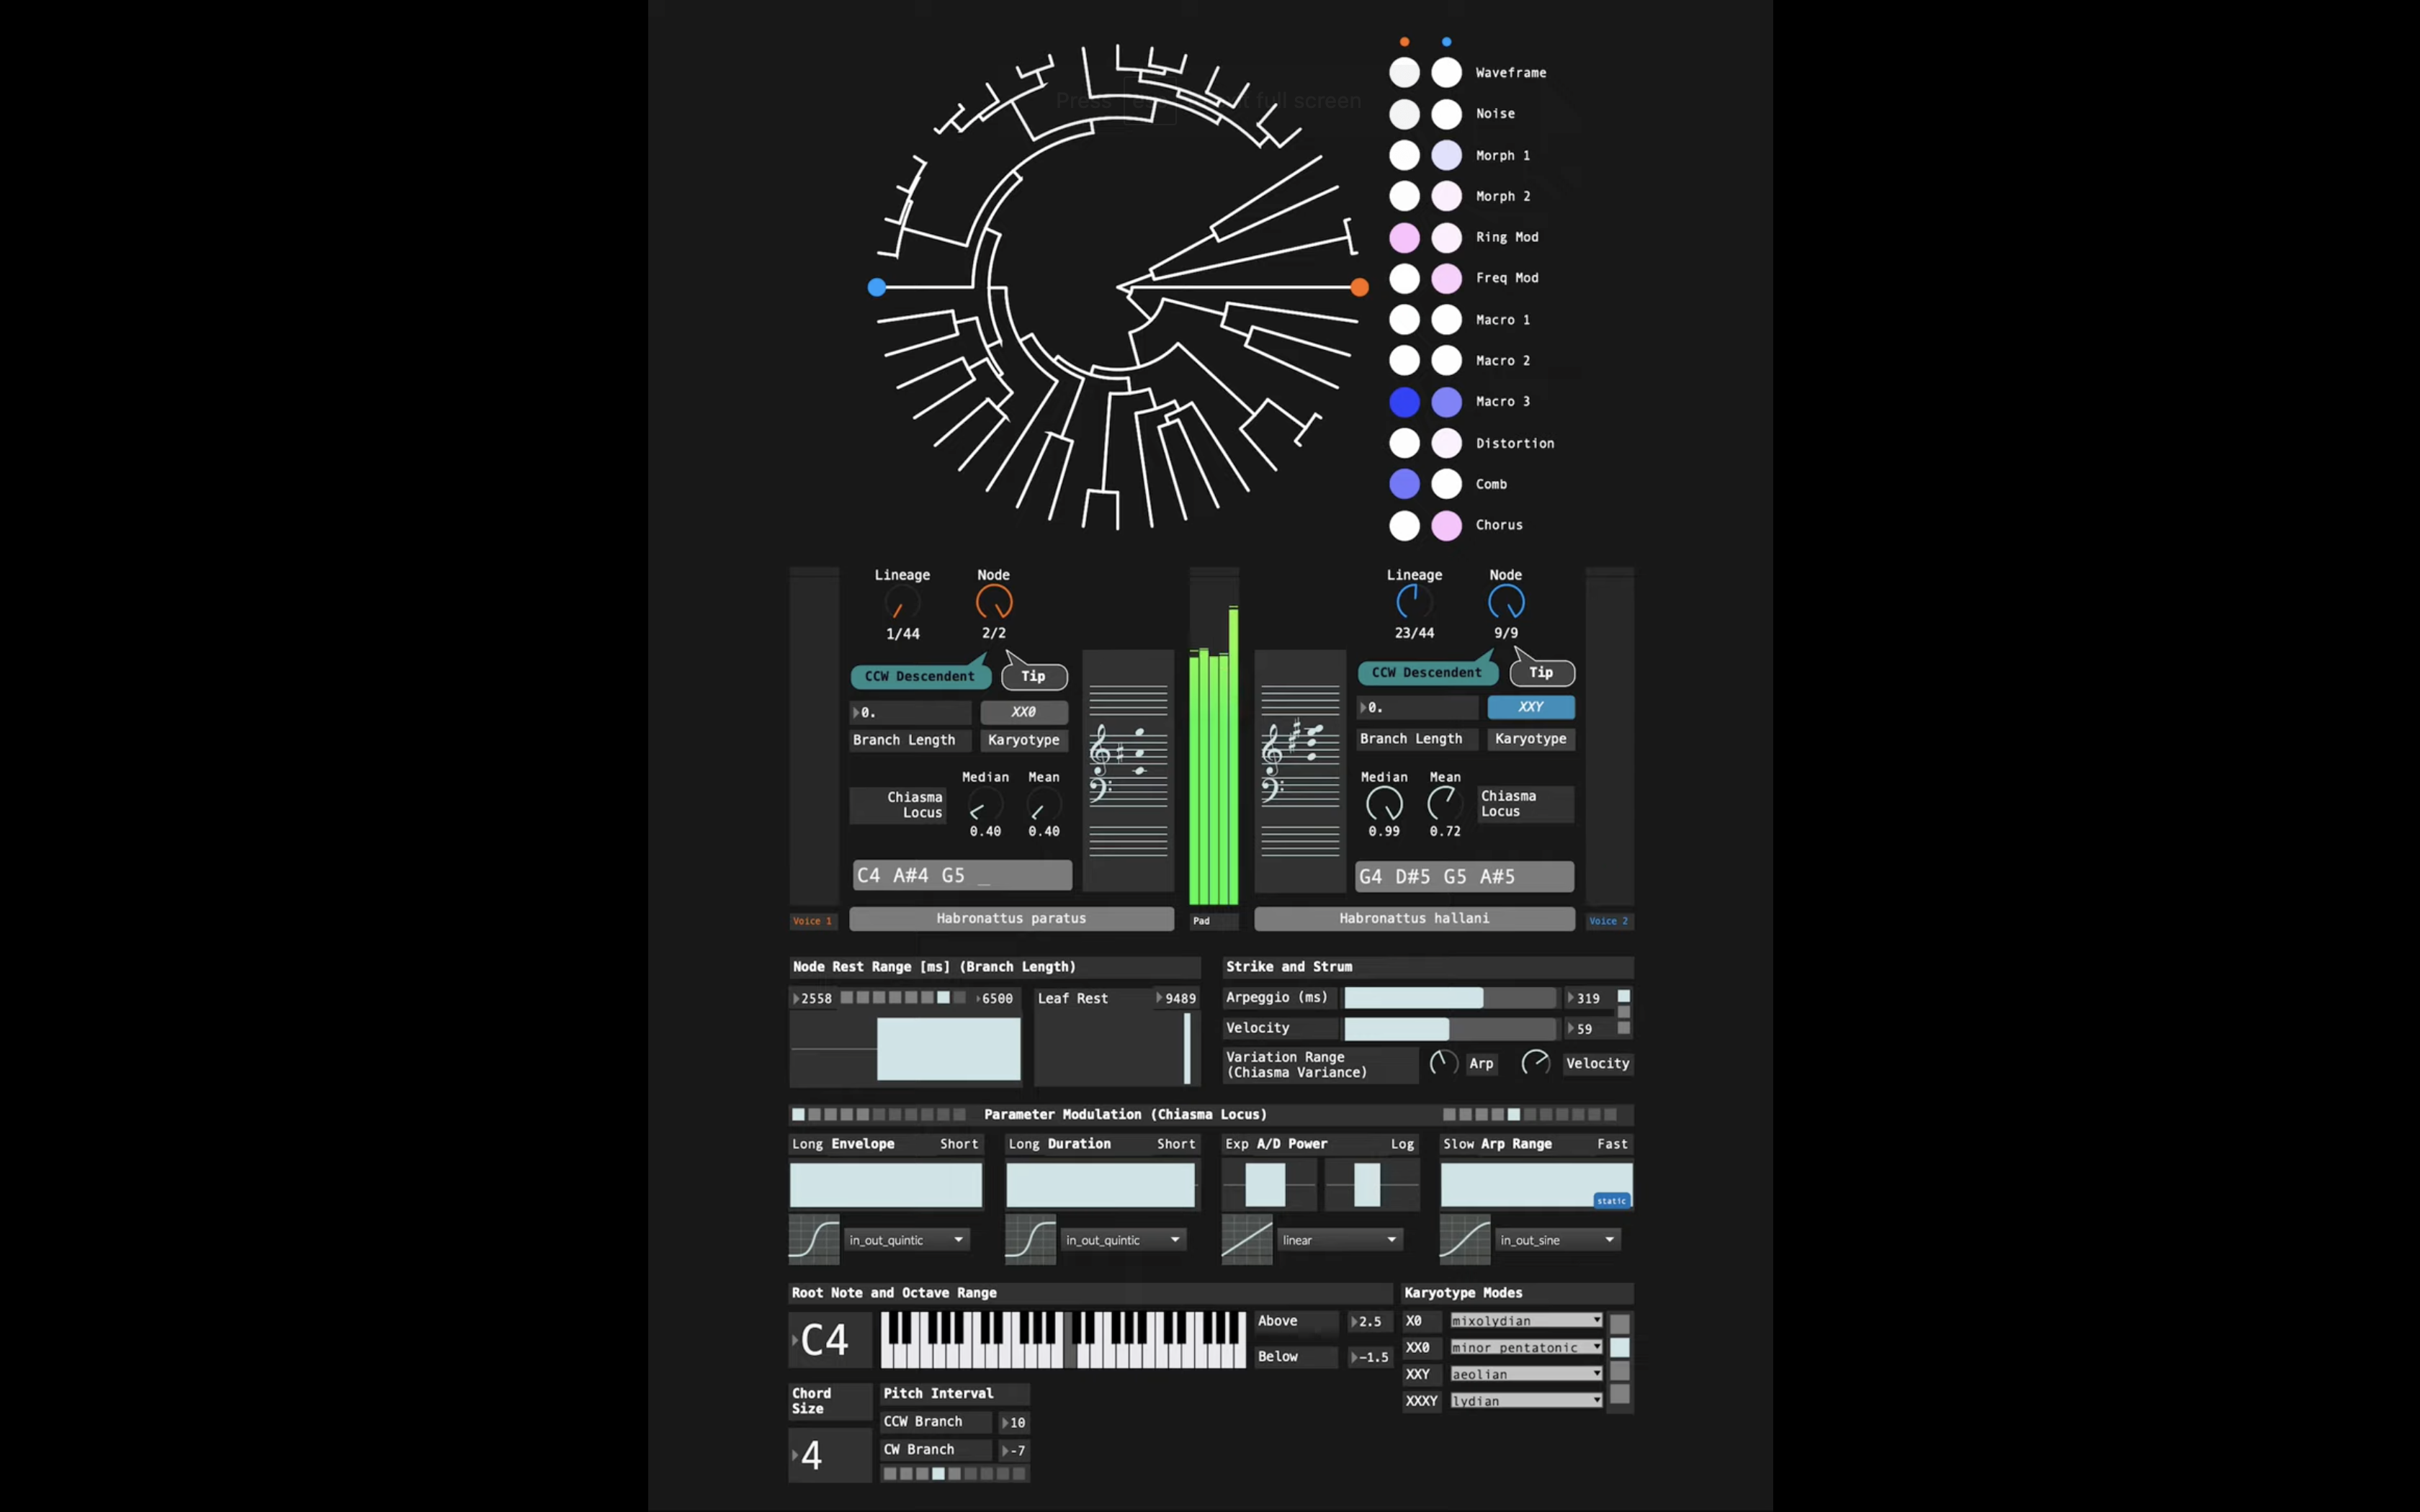 Press
full screen
Waveframe
Noise
Morph 1
Morph 2
Ring Mod
Freq Mod
Macro 1
Macro 2
Macro 3
Distortion
Comb
Chorus
Lineage Node
1/44 2/2
CCW Descendent Tip
0. XX0
Branch Length Karyotype
Median Mean
Chiasma
Locus
0.40 0.40
C4 A#4 G5 _
Voice 1 Habronattus paratus
Pad
Lineage Node
23/44 9/9
CCW Descendent Tip
0. XXY
Branch Length Karyotype
Median Mean
Chiasma
Locus
0.99 0.72
G4 D#5 G5 A#5
Habronattus hallani Voice 2
Node Rest Range [ms] (Branch Length)
2558 6500 Leaf Rest 9489
Strike and Strum
Arpeggio (ms) 319
Velocity 59
Variation Range
(Chiasma Variance) Arp Velocity
Parameter Modulation (Chiasma Locus)
Long Envelope Short Long Duration Short Exp A/D Power Log Slow Arp Range Fast
static
in_out_quintic in_out_quintic linear in_out_sine
Root Note and Octave Range
C4
Above 2.5
Below -1.5
Karyotype Modes
X0 mixolydian
XX0 minor pentatonic
XXY aeolian
XXXY lydian
Chord
Size
4
Pitch Interval
CCW Branch 10
CW Branch -7